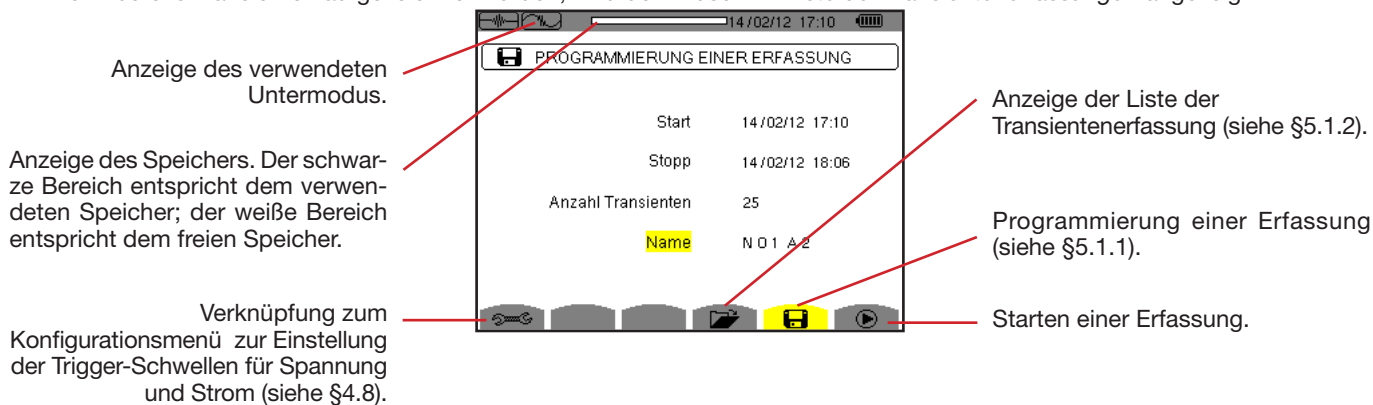 14/02/12 17:10
PROGRAMMIERUNG EINER ERFASSUNG
Start 14/02/12 17:10
Stopp 14/02/12 18:06
Anzahl Transienten 25
Name N O 1 A 2
Anzeige des verwendeten
Untermodus.
Anzeige des Speichers. Der schwar-
ze Bereich entspricht dem verwen-
deten Speicher; der weiße Bereich
entspricht dem freien Speicher.
Verknüpfung zum
Konfigurationsmenü zur Einstellung
der Trigger-Schwellen für Spannung
und Strom (siehe §4.8).
Anzeige der Liste der
Transientenerfassung (siehe §5.1.2).
Programmierung einer Erfassung
(siehe §5.1.1).
Starten einer Erfassung.